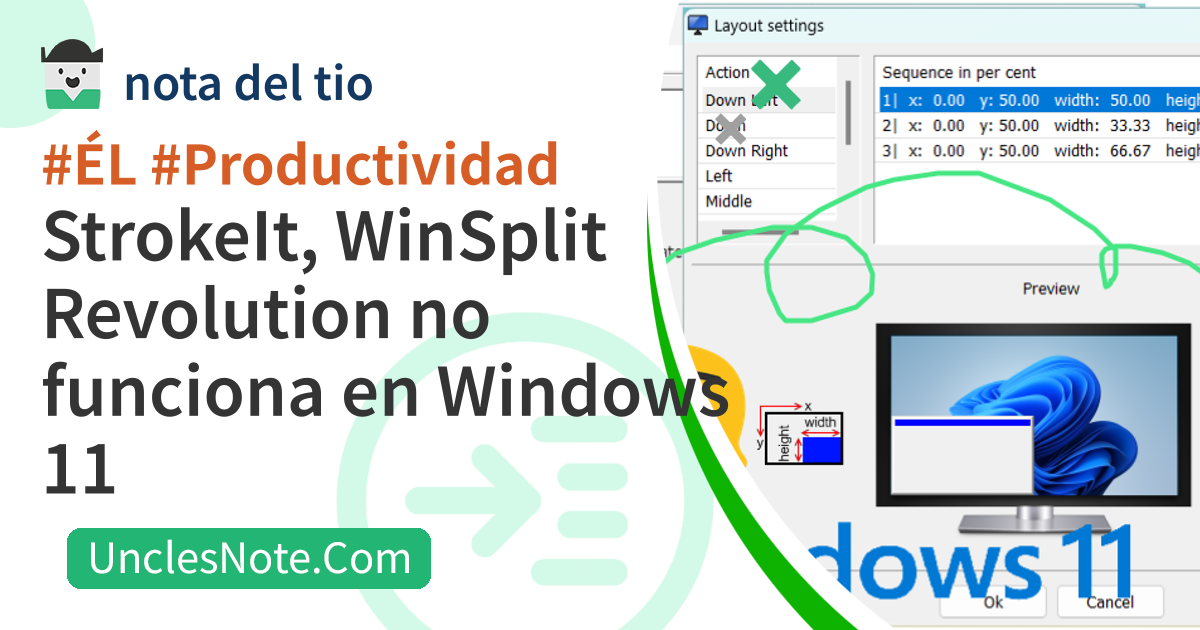 nota del tio
#ÉL #Productividad
StrokeIt, WinSplit
Revolution no
funciona en Windows
11
UnclesNote.Com
Layout settings
Action
Down Left
Down
Down Right
Left
Middle
Sequence in per cent
1| x: 0.00 y: 50.00 width: 50.00
2| x: 0.00 y: 50.00 width: 33.33
3| x: 0.00 y: 50.00 width: 66.67
Preview
x
y
width
height
dows 11
Ok
Cancel